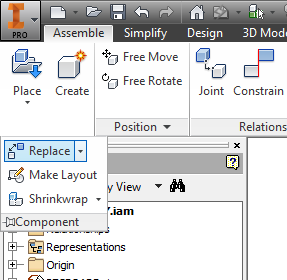 PRO
Assemble Simplify Design 3D Mode
Place Create
Free Move
Free Rotate
Position
Joint Constrain
Relations
Replace
Make Layout
Shrinkwrap
Component
y View
.iam
Relationships
Representations
Origin